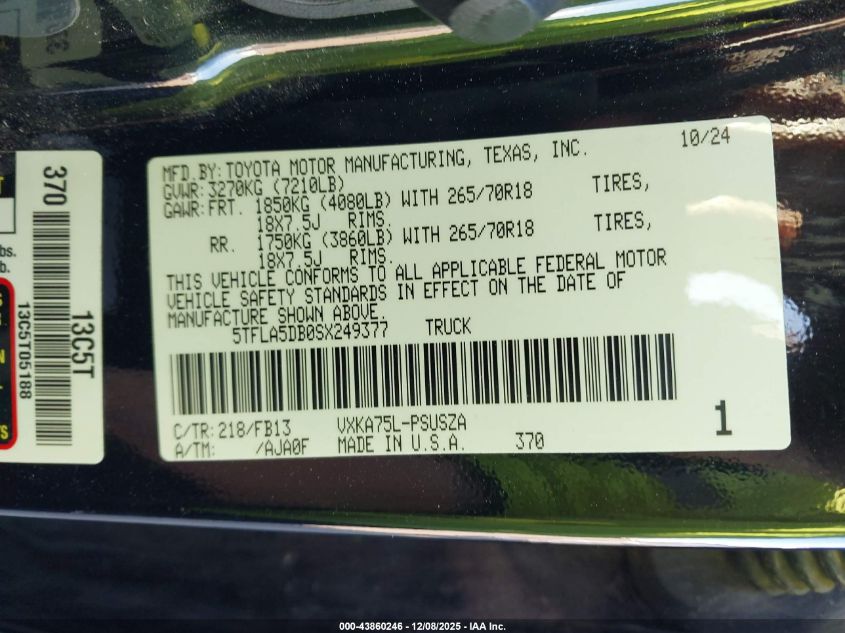 MFD.BY:TOYOTA MOTOR MANUFACTURING, TEXAS, INC. 10/24
GVWR:3270KG (7210LB)
GAWR:FRT. 1850KG (4080LB) WITH 265/70R18 TIRES,
18X7.5J RIMS.
RR. 1750KG (3860LB) WITH 265/70R18 TIRES,
18X7.5J RIMS.
THIS VEHICLE CONFORMS TO ALL APPLICABLE FEDERAL MOTOR
VEHICLE SAFETY STANDARDS IN EFFECT ON THE DATE OF
MANUFACTURE SHOWN ABOVE.
5TFLA5DB0SX249377 TRUCK
C/TR:218/FB13 VXKA75L-PSUSZA
A/TM: /AJA0F MADE IN U.S.A. 370
1
370
13C5T
13C5T05188
bs.
b.
000-43860246 - 12/08/2025 - IAA Inc.